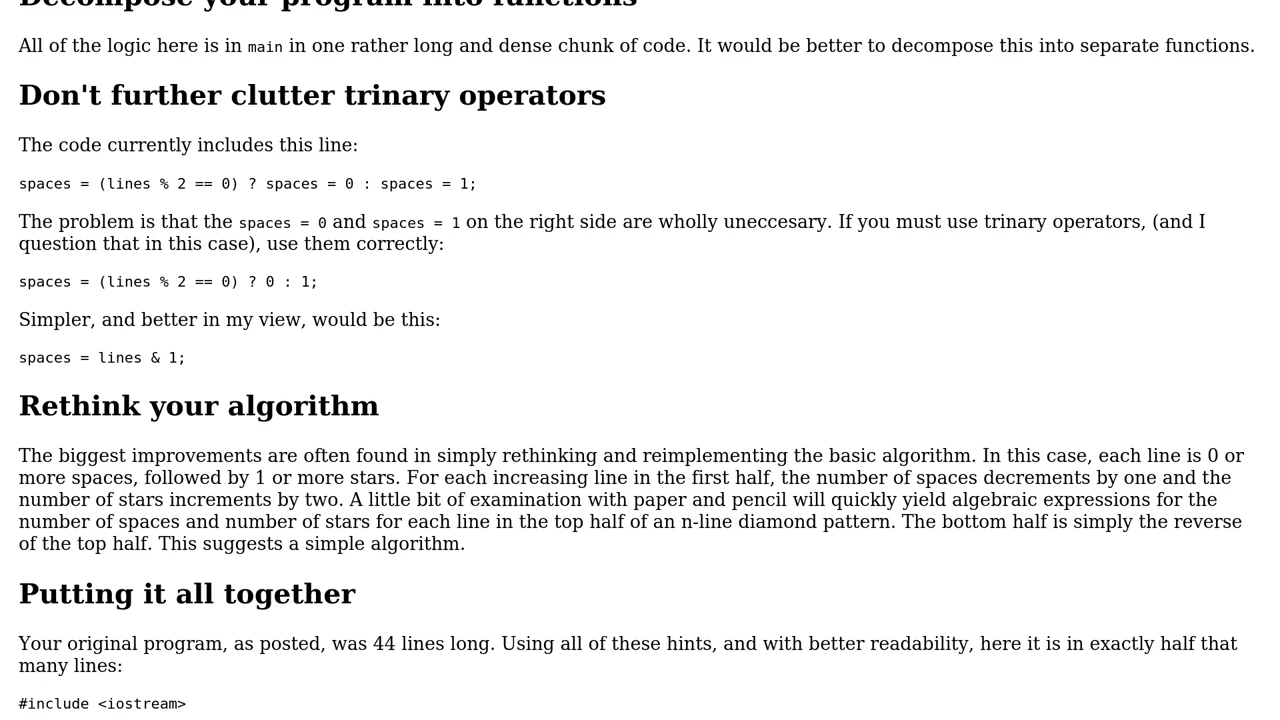 Decompose your program into functions
All of the logic here is in main in one rather long and dense chunk of code. It would be better to decompose this into separate functions.
Don't further clutter trinary operators
The code currently includes this line:
spaces = (lines % 2 == 0) ? spaces = 0 : spaces = 1;
The problem is that the spaces = 0 and spaces = 1 on the right side are wholly uneccesary. If you must use trinary operators, (and I
question that in this case), use them correctly:
spaces = (lines % 2 == 0) ? 0 : 1;
Simpler, and better in my view, would be this:
spaces = lines & 1;
Rethink your algorithm
The biggest improvements are often found in simply rethinking and reimplementing the basic algorithm. In this case, each line is 0 or
more spaces, followed by 1 or more stars. For each increasing line in the first half, the number of spaces decrements by one and the
number of stars increments by two. A little bit of examination with paper and pencil will quickly yield algebraic expressions for the
number of spaces and number of stars for each line in the top half of an n-line diamond pattern. The bottom half is simply the reverse
of the top half. This suggests a simple algorithm.
Putting it all together
Your original program, as posted, was 44 lines long. Using all of these hints, and with better readability, here it is in exactly half that
many lines:
#include <iostream>